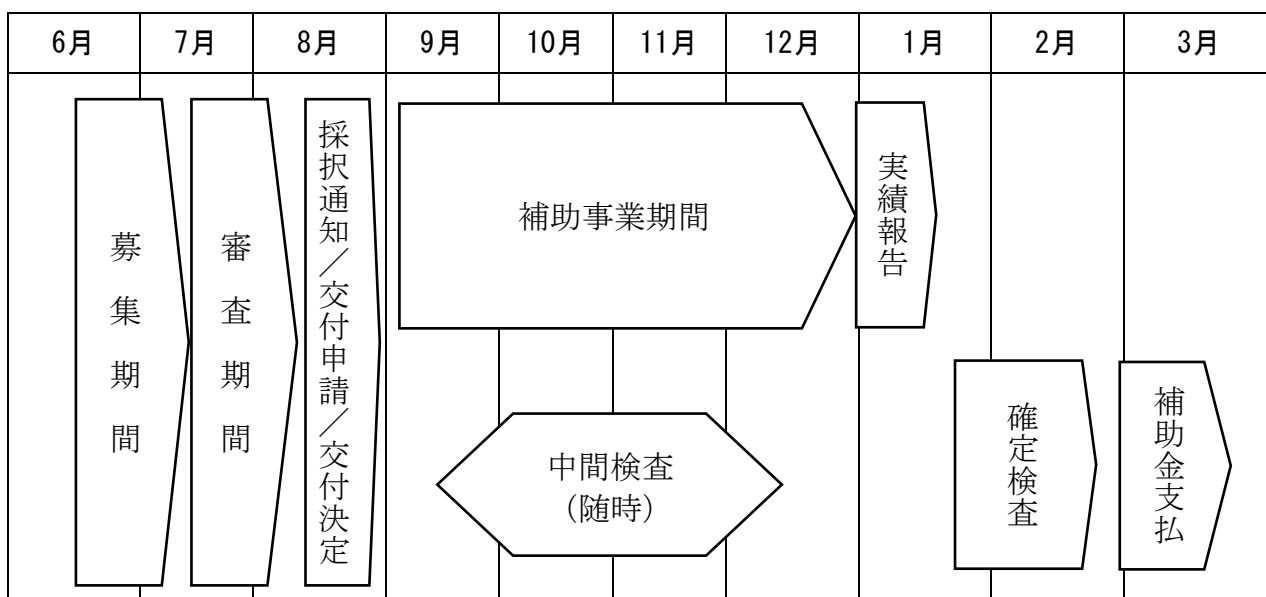 6月 7月 8月 9月 10月 11月 12月 1月 2月 3月
募集期間
審査期間
採択通知／交付申請／交付決定
補助事業期間
実績報告
中間検査
(随時)
確定検査
補助金支払